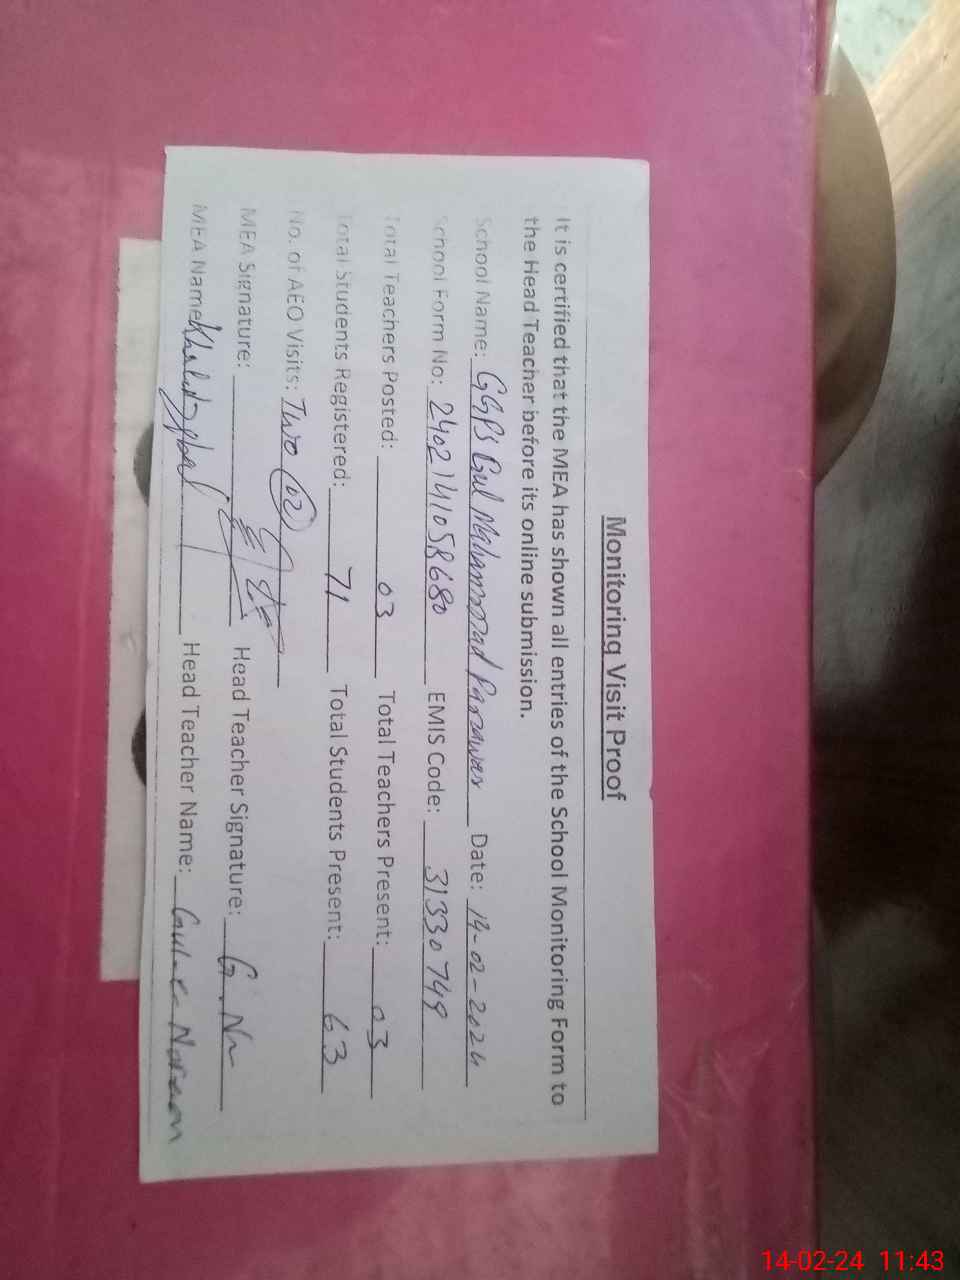 Monitoring Visit Proof
It is certified that the MEA has shown all entries of the School Monitoring Form to
the Head Teacher before its online submission.
School Name: GGPS Gul Muhammad Date: 14-02-2024
School Form No: 2402141058680 EMIS Code: 31330749
Total Teachers Posted: 03 Total Teachers Present: 03
Total Students Registered: 71 Total Students Present: 63
No. of AEO Visits: Two (02)
MEA Signature: Head Teacher Signature: G. Nr
MEA Name: Khalid Head Teacher Name:
14-02-24 11:43